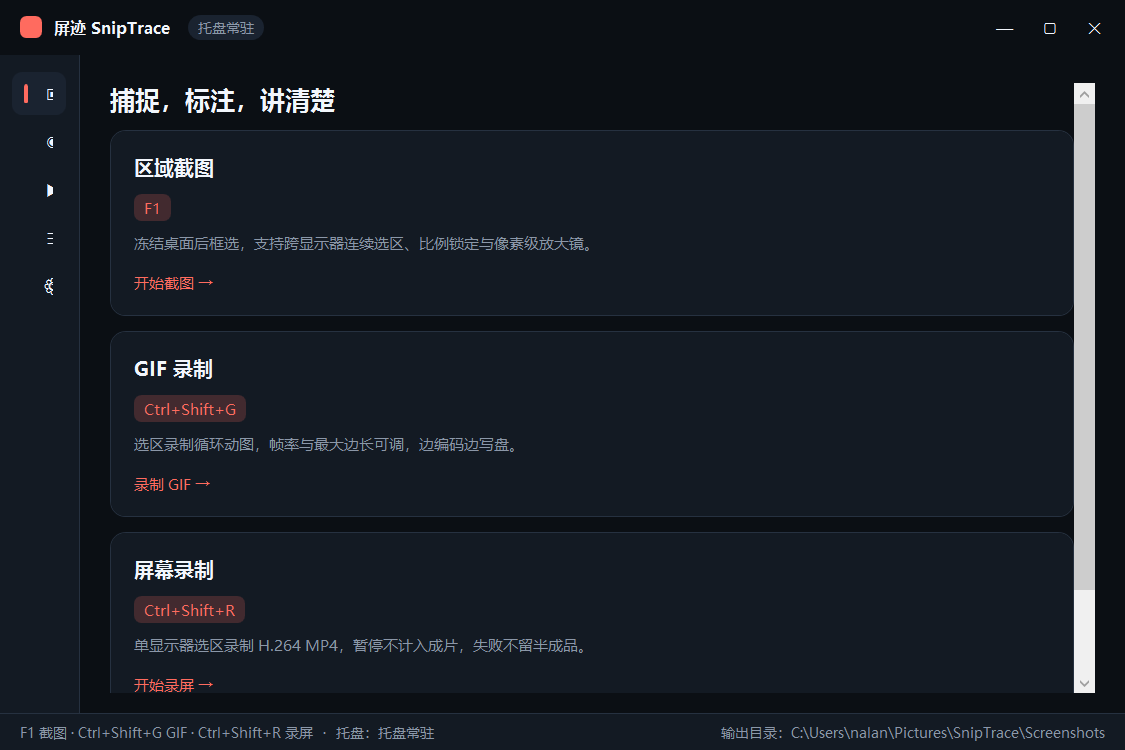 屏迹 SnipTrace 托盘常驻
捕捉，标注，讲清楚
区域截图
F1
冻结桌面后框选，支持跨显示器连续选区、比例锁定与像素级放大镜。
开始截图 →
GIF 录制
Ctrl+Shift+G
选区录制循环动图，帧率与最大边长可调，边编码边写盘。
录制 GIF →
屏幕录制
Ctrl+Shift+R
单显示器选区录制 H.264 MP4，暂停不计入成片，失败不留半成品。
开始录屏 →
F1 截图 · Ctrl+Shift+G GIF · Ctrl+Shift+R 录屏 · 托盘：托盘常驻 输出目录：C:\Users\nalan\Pictures\SnipTrace\Screenshots